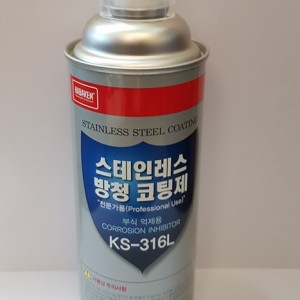 NABAKEM
STAINLESS STEEL COATING
스테인레스
방청 코팅제
"전문가용(Professional Use)"
부식 억제용
CORROSION INHIBITOR
KS-316L